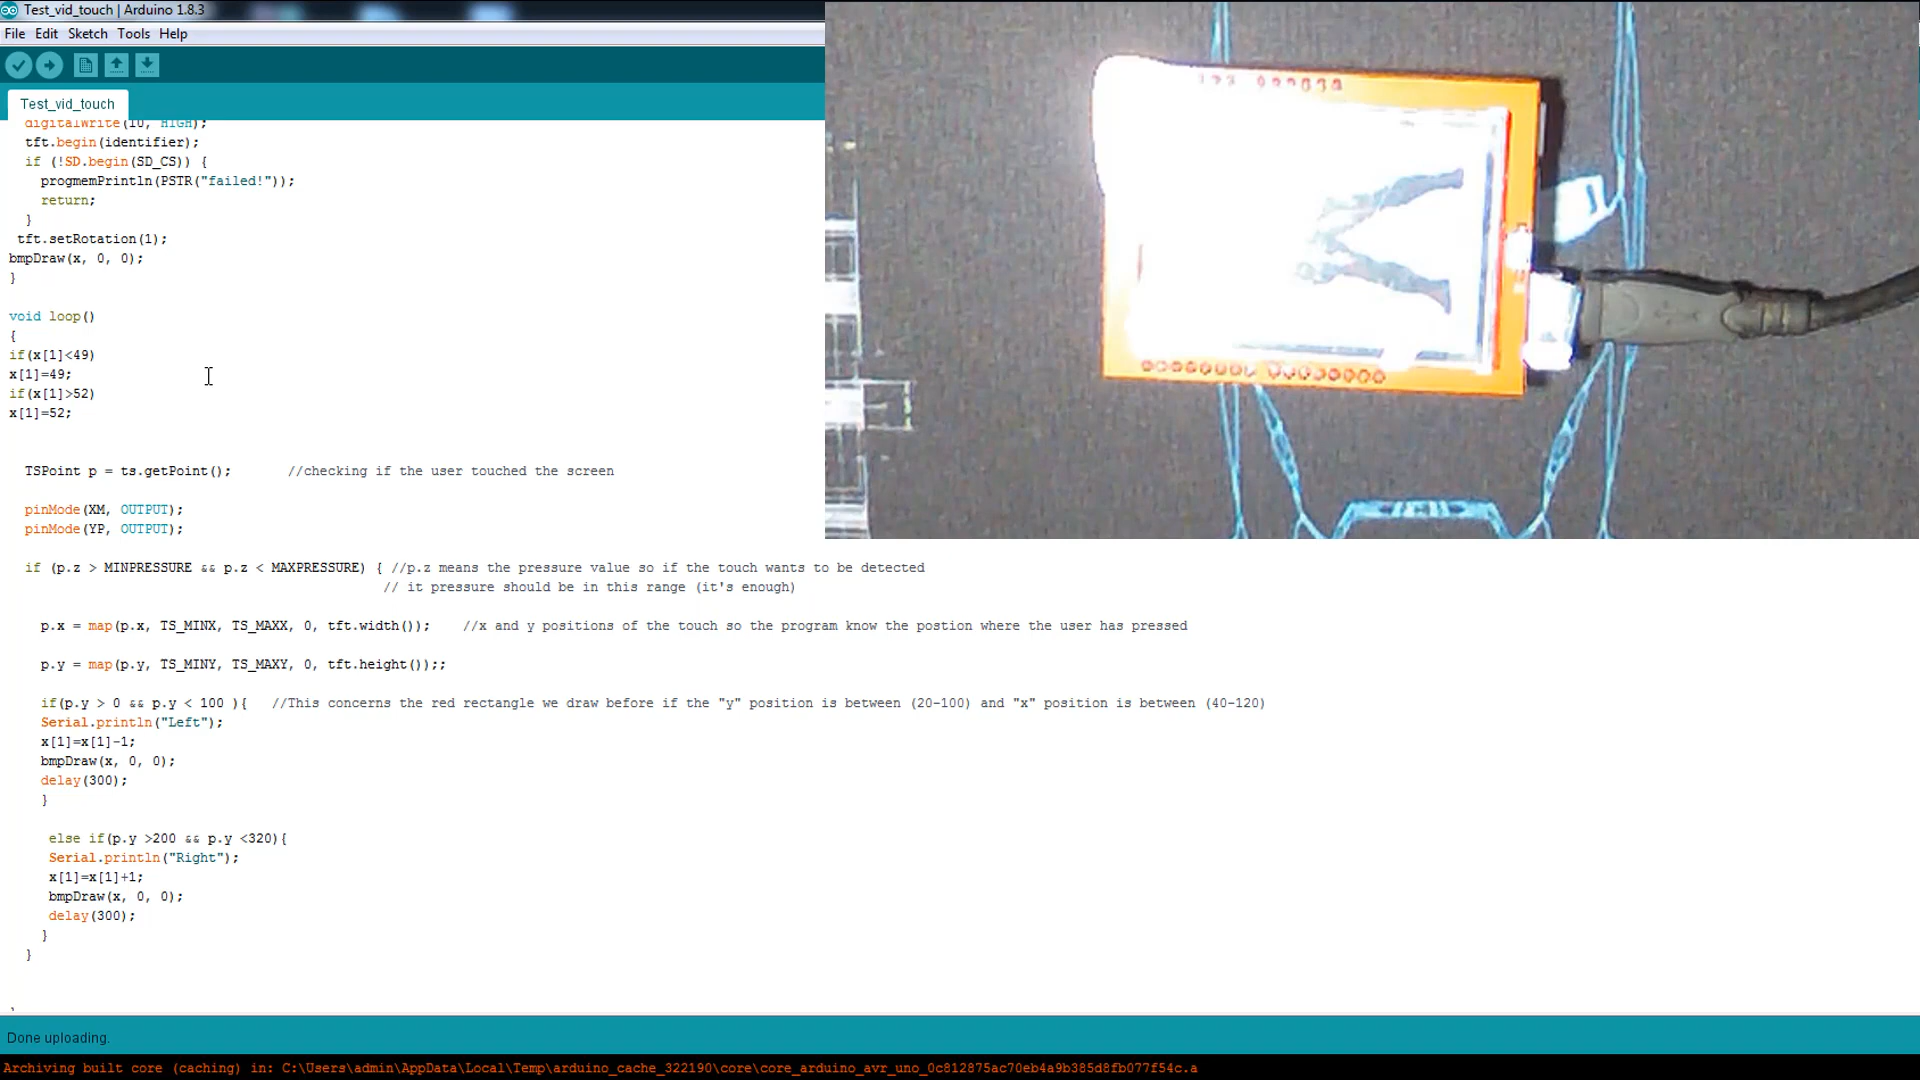 Test_vid_touch | Arduino 1.8.3
File Edit Sketch Tools Help
Test_vid_touch
digitalWrite(10, HIGH);
tft.begin(identifier);
if (!SD.begin(SD_CS)) {
progmemPrintln(PSTR("failed!"));
return;
}
tft.setRotation(1);
bmpDraw(x, 0, 0);
}
void loop()
{
if(x[1]<49)
x[1]=49;
if(x[1]>52)
x[1]=52;
TSPoint p = ts.getPoint(); //checking if the user touched the screen
pinMode(XM, OUTPUT);
pinMode(YP, OUTPUT);
if (p.z > MINPRESSURE && p.z < MAXPRESSURE) { //p.z means the pressure value so if the touch wants to be detected
// it pressure should be in this range (it's enough)
p.x = map(p.x, TS_MINX, TS_MAXX, 0, tft.width()); //x and y positions of the touch so the program know the postion where the user has pressed
p.y = map(p.y, TS_MINY, TS_MAXY, 0, tft.height());;
if(p.y > 0 && p.y < 100 ){ //This concerns the red rectangle we draw before if the "y" position is between (20-100) and "x" position is between (40-120)
Serial.println("Left");
x[1]=x[1]-1;
bmpDraw(x, 0, 0);
delay(300);
}
else if(p.y >200 && p.y <320){
Serial.println("Right");
x[1]=x[1]+1;
bmpDraw(x, 0, 0);
delay(300);
}
}
Done uploading.
Archiving built core (caching) in: C:\Users\admin\AppData\Local\Temp\arduino_cache_322190\core\core_arduino_avr_uno_0c812875ac70eb4a9b385d8fb077f54c.a